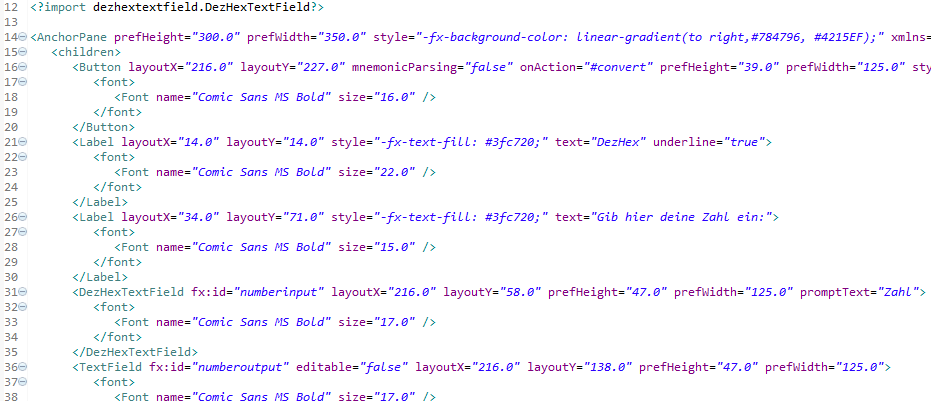 12 <?import dezhextextfield.DezHexTextField?>
13
14 <AnchorPane prefHeight="300.0" prefWidth="350.0" style="-fx-background-color: linear-gradient(to right,#784796, #4215EF);" xmlns=
15 <children>
16 <Button layoutX="216.0" layoutY="227.0" mnemonicParsing="false" onAction="#convert" prefHeight="39.0" prefWidth="125.0" sty
17 <font>
18 <Font name="Comic Sans MS Bold" size="16.0" />
19 </font>
20 </Button>
21 <Label layoutX="14.0" layoutY="14.0" style="-fx-text-fill: #3fc720;" text="DezHex" underline="true">
22 <font>
23 <Font name="Comic Sans MS Bold" size="22.0" />
24 </font>
25 </Label>
26 <Label layoutX="34.0" layoutY="71.0" style="-fx-text-fill: #3fc720;" text="Gib hier deine Zahl ein:">
27 <font>
28 <Font name="Comic Sans MS Bold" size="15.0" />
29 </font>
30 </Label>
31 <DezHexTextField fx:id="numberinput" layoutX="216.0" layoutY="58.0" prefHeight="47.0" prefWidth="125.0" promptText="Zahl">
32 <font>
33 <Font name="Comic Sans MS Bold" size="17.0" />
34 </font>
35 </DezHexTextField>
36 <TextField fx:id="numberoutput" editable="false" layoutX="216.0" layoutY="138.0" prefHeight="47.0" prefWidth="125.0">
37 <font>
38 <Font name="Comic Sans MS Bold" size="17.0" />